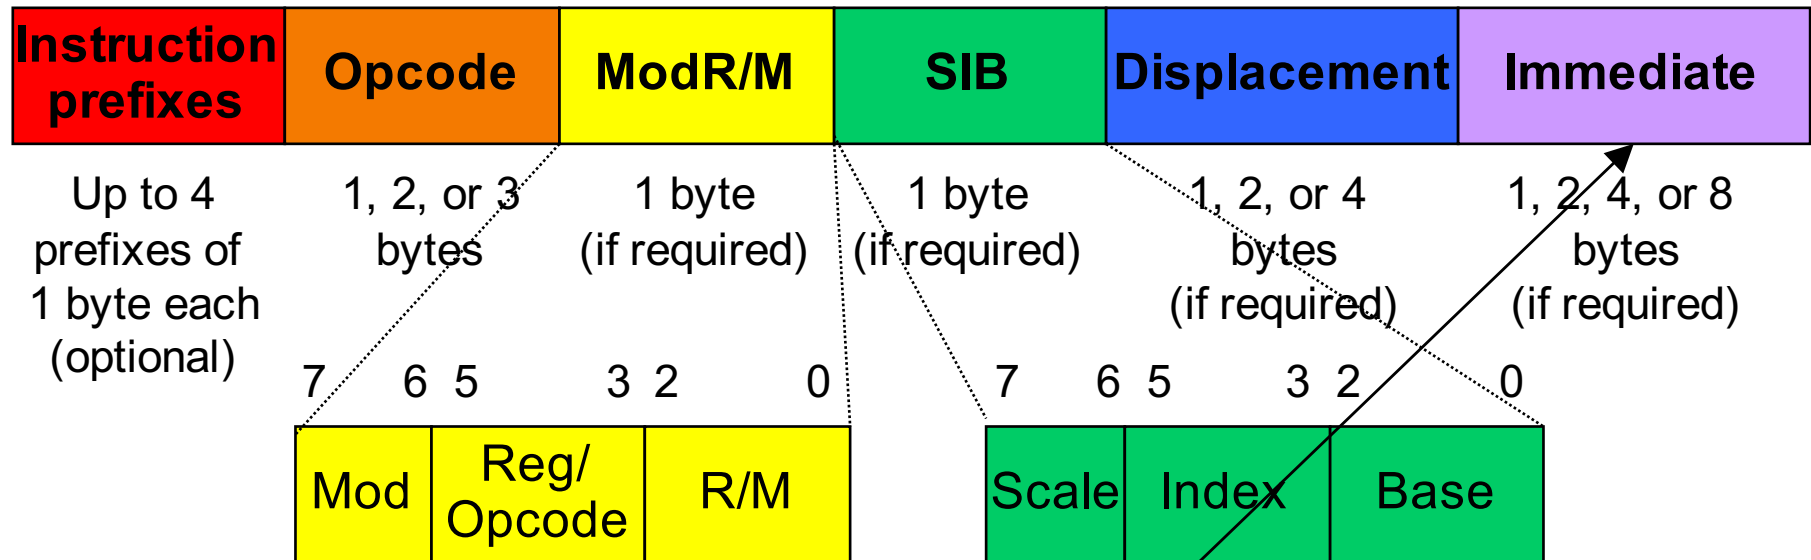 Instruction prefixes
Opcode
ModR/M
SIB
Displacement
Immediate
Up to 4
prefixes of
1 byte each
(optional)
1, 2, or 3
bytes
1 byte
(if required)
1 byte
(if required)
1, 2, or 4
bytes
(if required)
1, 2, 4, or 8
bytes
(if required)
7 6 5 3 2 0
7 6 5 3 2 0
Mod
Reg/
Opcode
R/M
Scale
Index
Base